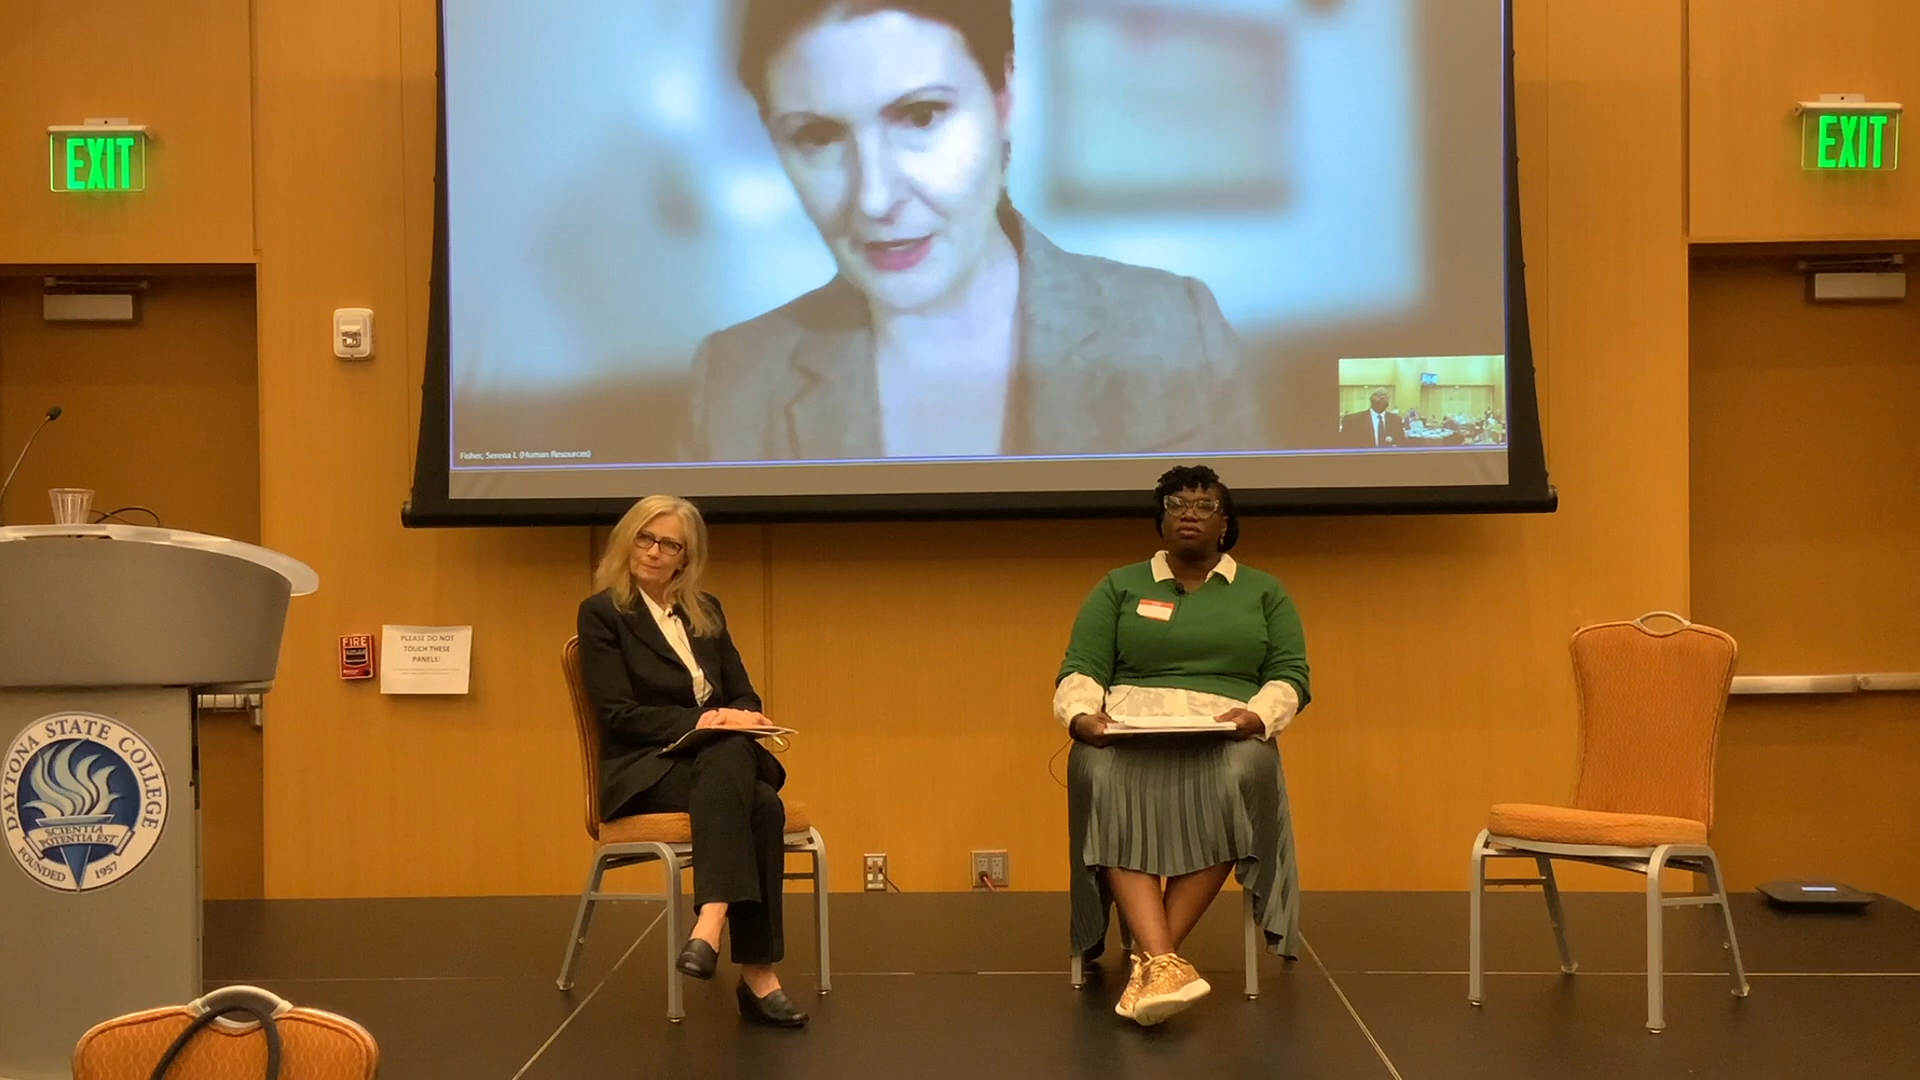 EXIT
EXIT
Fisher, Serena L (Human Resources)
FIRE
PLEASE DO NOT
TOUCH THESE
PANELS!
DAYTONA STATE COLLEGE
SCIENTIA
POTENTIA EST
FOUNDED 1957